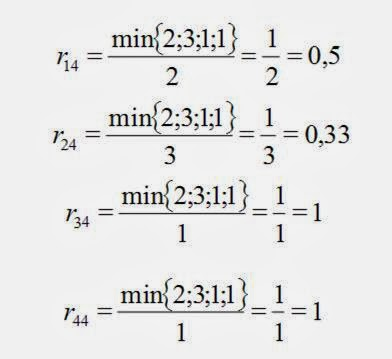 r₁₄ = min{2;3;1;1}/2 = 1/2 = 0,5
r₂₄ = min{2;3;1;1}/3 = 1/3 = 0,33
r₃₄ = min{2;3;1;1}/1 = 1/1 = 1
r₄₄ = min{2;3;1;1}/1 = 1/1 = 1